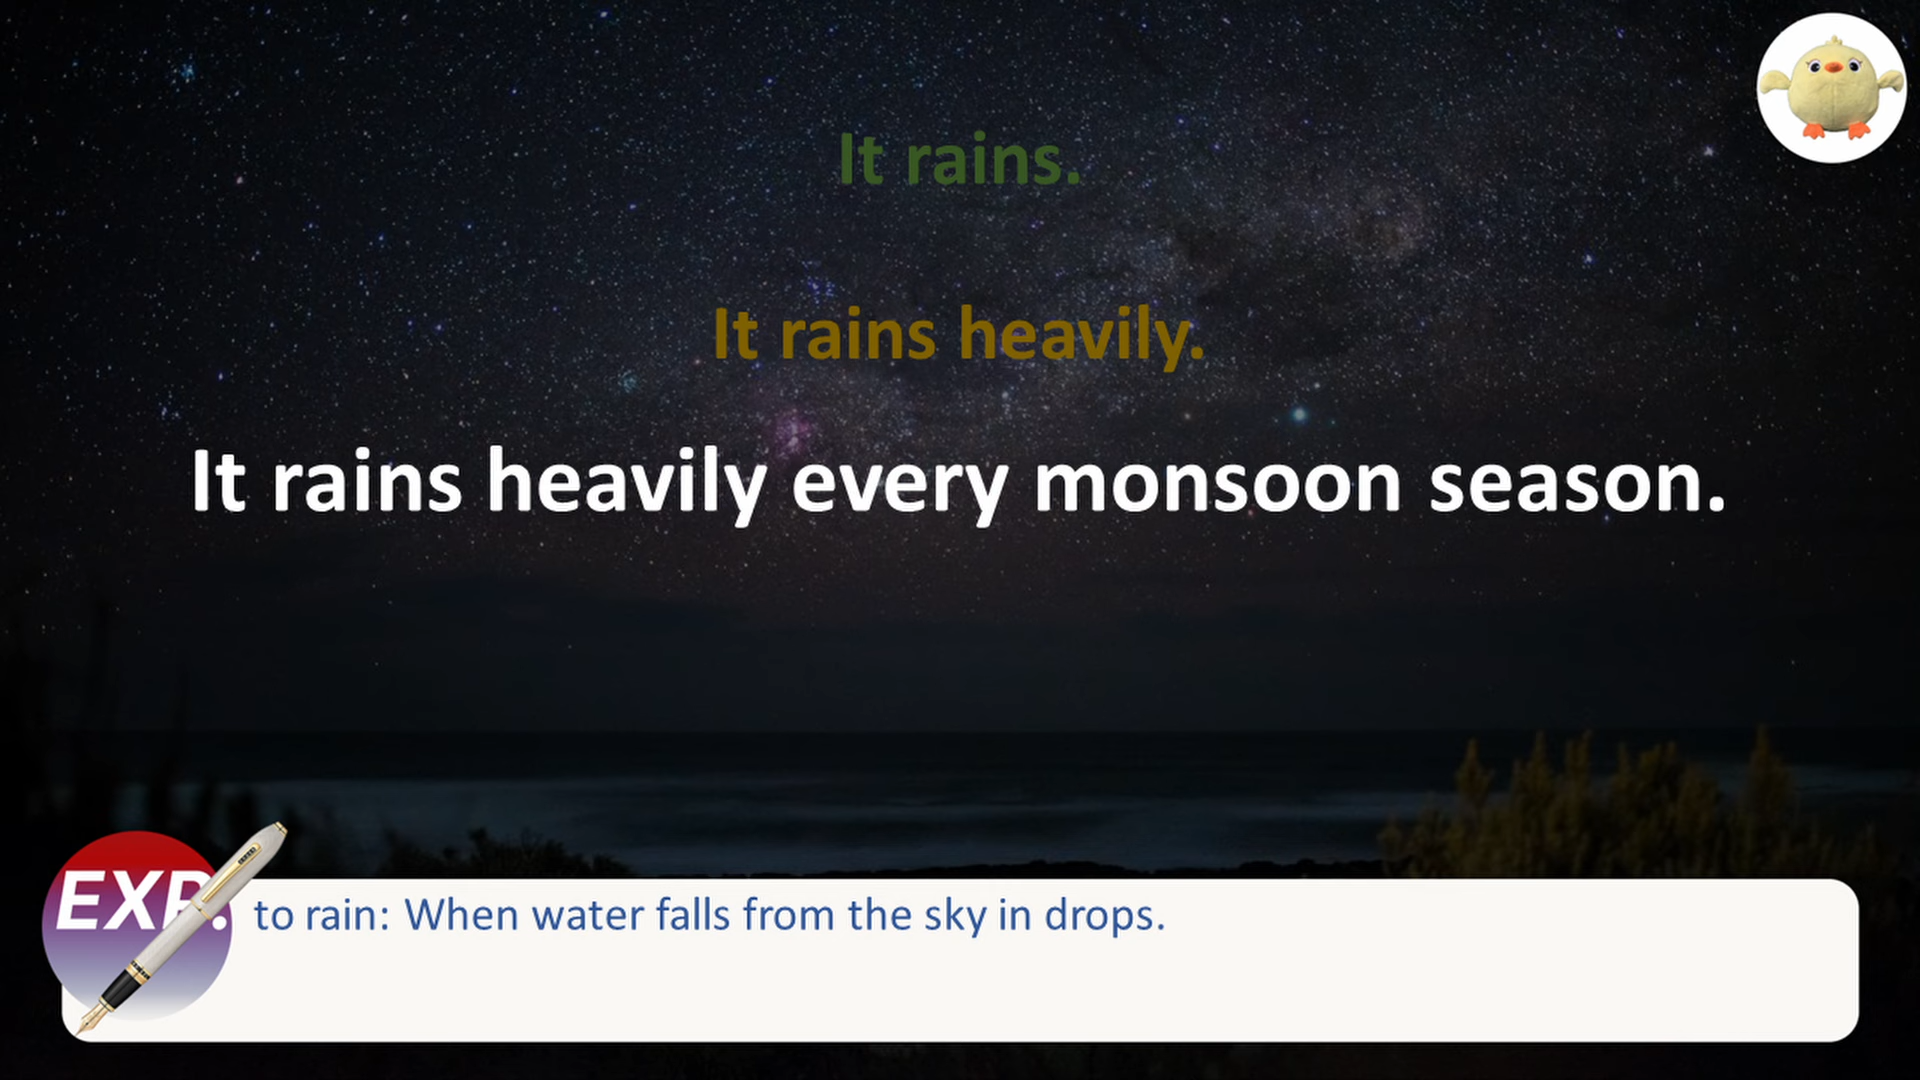 It rains.
It rains heavily.
It rains heavily every monsoon season.
EXP. to rain: When water falls from the sky in drops.